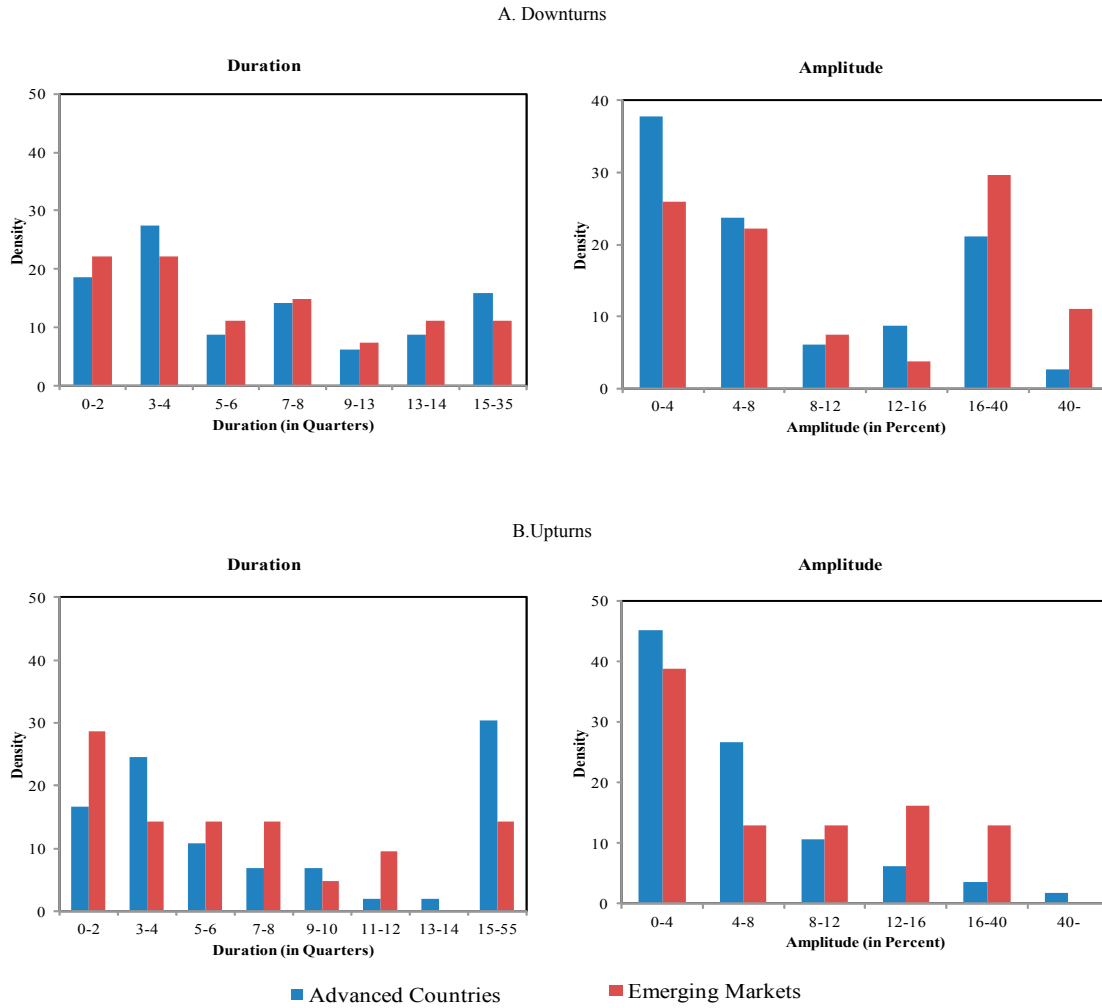 A. Downturns
Duration
50
40
30
20
10
0
Density
0-2 3-4 5-6 7-8 9-13 13-14 15-35
Duration (in Quarters)
Amplitude
40
30
20
10
0
Density
0-4 4-8 8-12 12-16 16-40 40-
Amplitude (in Percent)
B.Upturns
Duration
50
40
30
20
10
0
Density
0-2 3-4 5-6 7-8 9-10 11-12 13-14 15-55
Duration (in Quarters)
Amplitude
50
40
30
20
10
0
Density
0-4 4-8 8-12 12-16 16-40 40-
Amplitude (in Percent)
Advanced Countries Emerging Markets